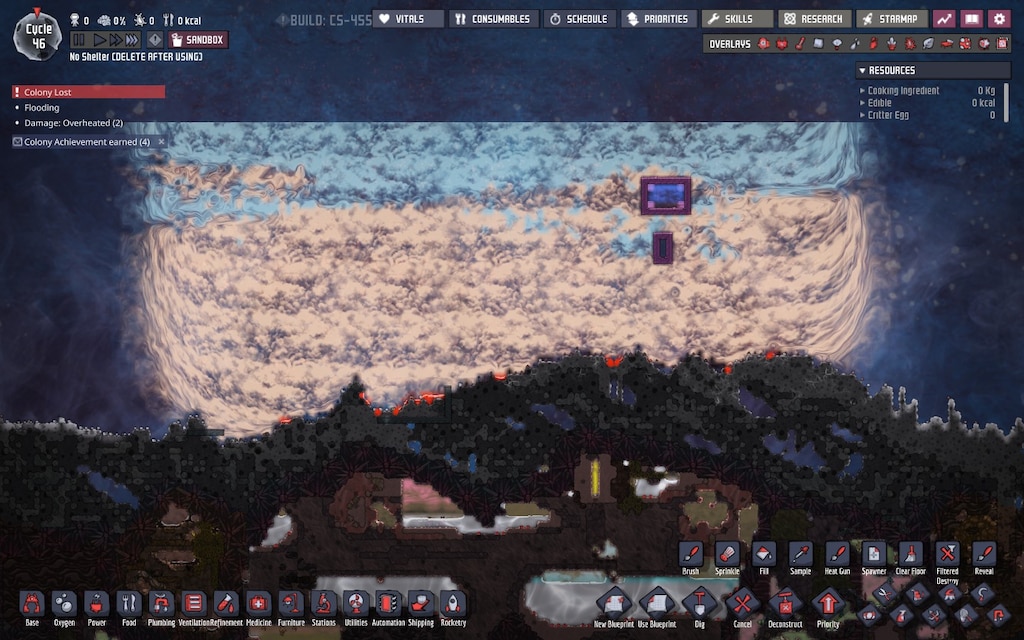 Cycle
46
0
0%
0
0 kcal
BUILD: CS-455
VITALS
CONSUMABLES
SCHEDULE
PRIORITIES
SKILLS
RESEARCH
STARMAP
SANDBOX
No Shelter [DELETE AFTER USING]
OVERLAYS
RESOURCES
Cooking Ingredient 0 Kg
Edible 0 kcal
Critter Egg 0
! Colony Lost
• Flooding
• Damage: Overheated (2)
Colony Achievement earned (4) ×
Brush
Sprinkle
Fill
Sample
Heat Gun
Spawner
Clear Floor
Filtered
Destroy
Reveal
Base
Oxygen
Power
Food
Plumbing
Ventilation
Refinement
Medicine
Furniture
Stations
Utilities
Automation
Shipping
Rocketry
New Blueprint
Use Blueprint
Dig
Cancel
Deconstruct
Priority